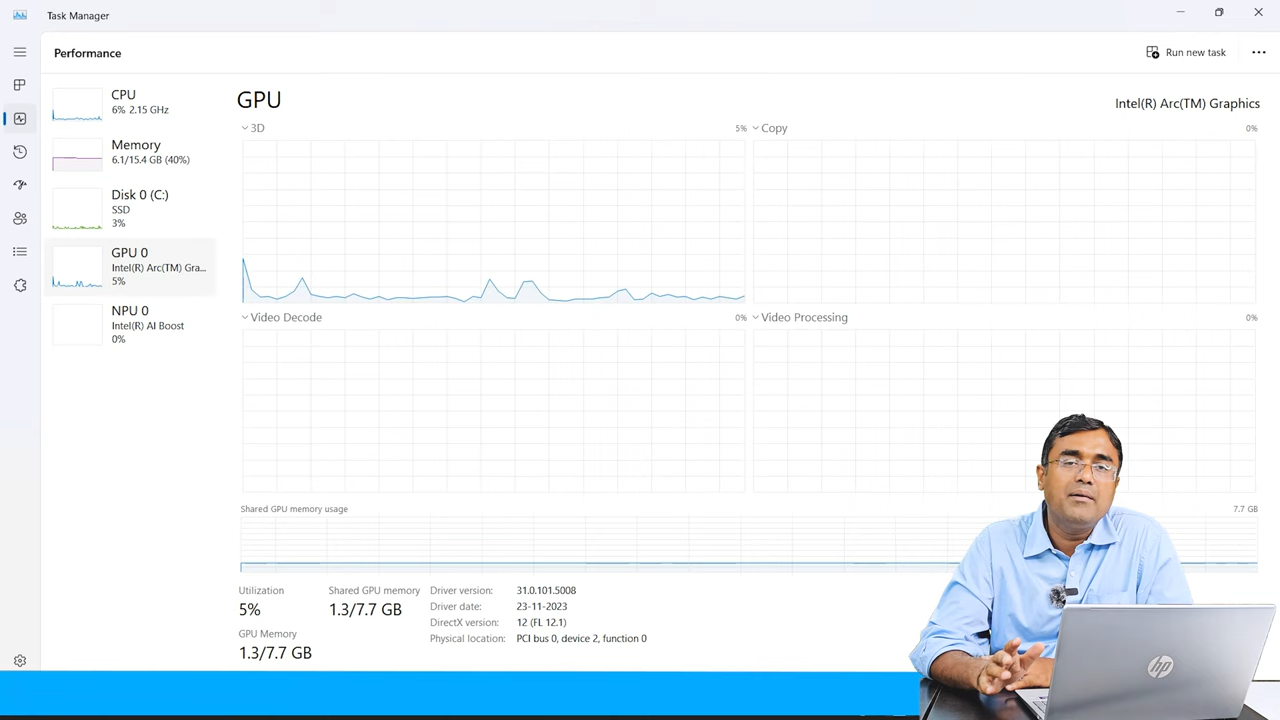 Task Manager
Performance
Run new task
CPU
6% 2.15 GHz
Memory
6.1/15.4 GB (40%)
Disk 0 (C:)
SSD
3%
GPU 0
Intel(R) Arc(TM) Gra...
5%
NPU 0
Intel(R) AI Boost
0%
GPU
Intel(R) Arc(TM) Graphics
3D
5%
Copy
0%
Video Decode
0%
Video Processing
0%
Shared GPU memory usage
7.7 GB
Utilization
5%
Shared GPU memory
1.3/7.7 GB
GPU Memory
1.3/7.7 GB
Driver version: 31.0.101.5008
Driver date: 23-11-2023
DirectX version: 12 (FL 12.1)
Physical location: PCI bus 0, device 2, function 0
hp